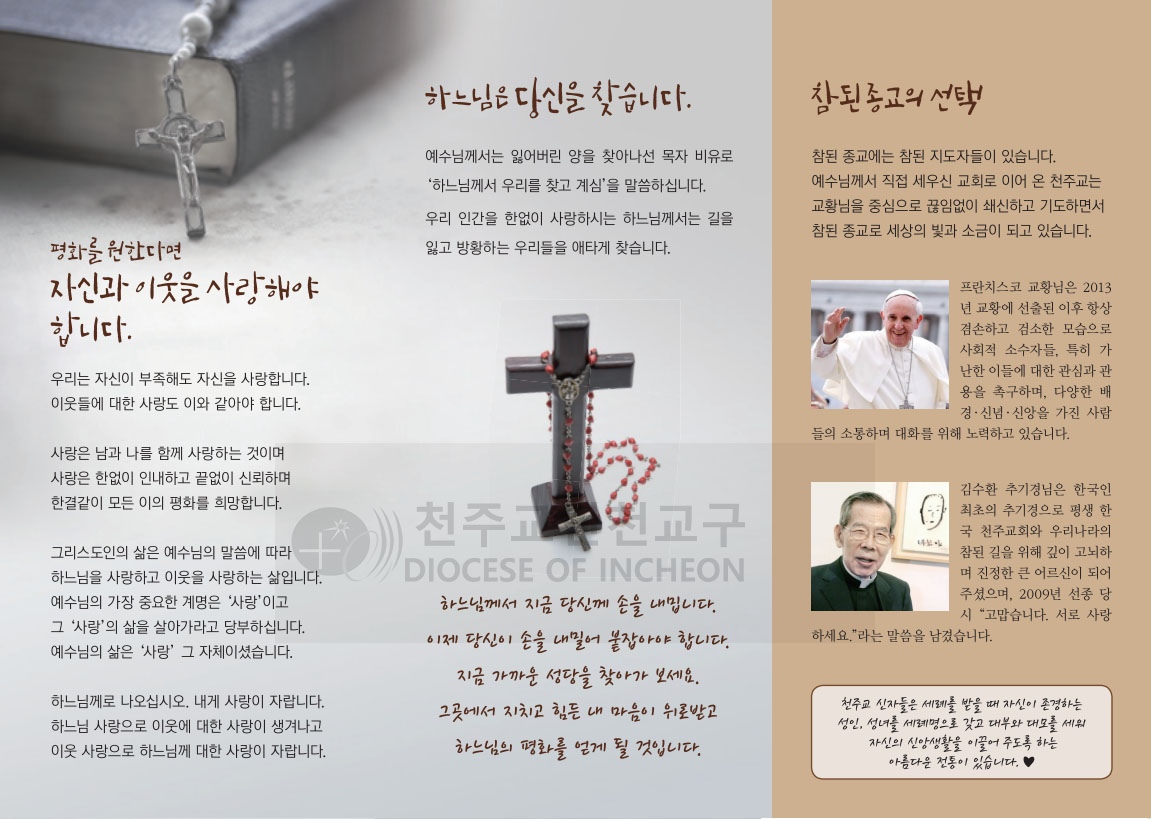 평화를 원한다면
자신과 이웃을 사랑해야
합니다.
우리는 자신이 부족해도 자신을 사랑합니다.
이웃들에 대한 사랑도 이와 같아야 합니다.
사랑은 남과 나를 함께 사랑하는 것이며
사랑은 한없이 인내하고 끝없이 신뢰하며
한결같이 모든 이의 평화를 희망합니다.
그리스도인의 삶은 예수님의 말씀에 따라
하느님을 사랑하고 이웃을 사랑하는 삶입니다.
예수님의 가장 중요한 계명은 ‘사랑’이고
그 ‘사랑’의 삶을 살아가라고 당부하십니다.
예수님의 삶은 ‘사랑’ 그 자체이셨습니다.
하느님께로 나오십시오. 내게 사랑이 자랍니다.
하느님 사랑으로 이웃에 대한 사랑이 생겨나고
이웃 사랑으로 하느님께 대한 사랑이 자랍니다.
하느님은 당신을 찾습니다.
예수님께서는 잃어버린 양을 찾아나선 목자 비유로
‘하느님께서 우리를 찾고 계심’을 말씀하십니다.
우리 인간을 한없이 사랑하시는 하느님께서는 길을
잃고 방황하는 우리들을 애타게 찾습니다.
천주교 천교구
DIOCESE OF INCHEON
하느님께서 지금 당신께 손을 내밉니다.
이제 당신이 손을 내밀어 붙잡아야 합니다.
지금 가까운 성당을 찾아가 보세요.
그곳에서 지치고 힘든 내 마음이 위로받고
하느님의 평화를 얻게 될 것입니다.
참된 종교의 선택
참된 종교에는 참된 지도자들이 있습니다.
예수님께서 직접 세우신 교회로 이어 온 천주교는
교황님을 중심으로 끊임없이 쇄신하고 기도하면서
참된 종교로 세상의 빛과 소금이 되고 있습니다.
프란치스코 교황님은 2013
년 교황에 선출된 이후 항상
겸손하고 검소한 모습으로
사회적 소수자들, 특히 가
난한 이들에 대한 관심과 관
용을 촉구하며, 다양한 배
경·신념·신앙을 가진 사람
들의 소통하며 대화를 위해 노력하고 있습니다.
김수환 추기경님은 한국인
최초의 추기경으로 평생 한
국 천주교회와 우리나라의
참된 길을 위해 깊이 고뇌하
며 진정한 큰 어르신이 되어
주셨으며, 2009년 선종 당
시 “고맙습니다. 서로 사랑
하세요.”라는 말씀을 남겼습니다.
천주교 신자들은 세례를 받을 때 자신이 존경하는
성인, 성녀를 세례명으로 갖고 대부와 대모를 세워
자신의 신앙생활을 이끌어 주도록 하는
아름다운 전통이 있습니다. ♥